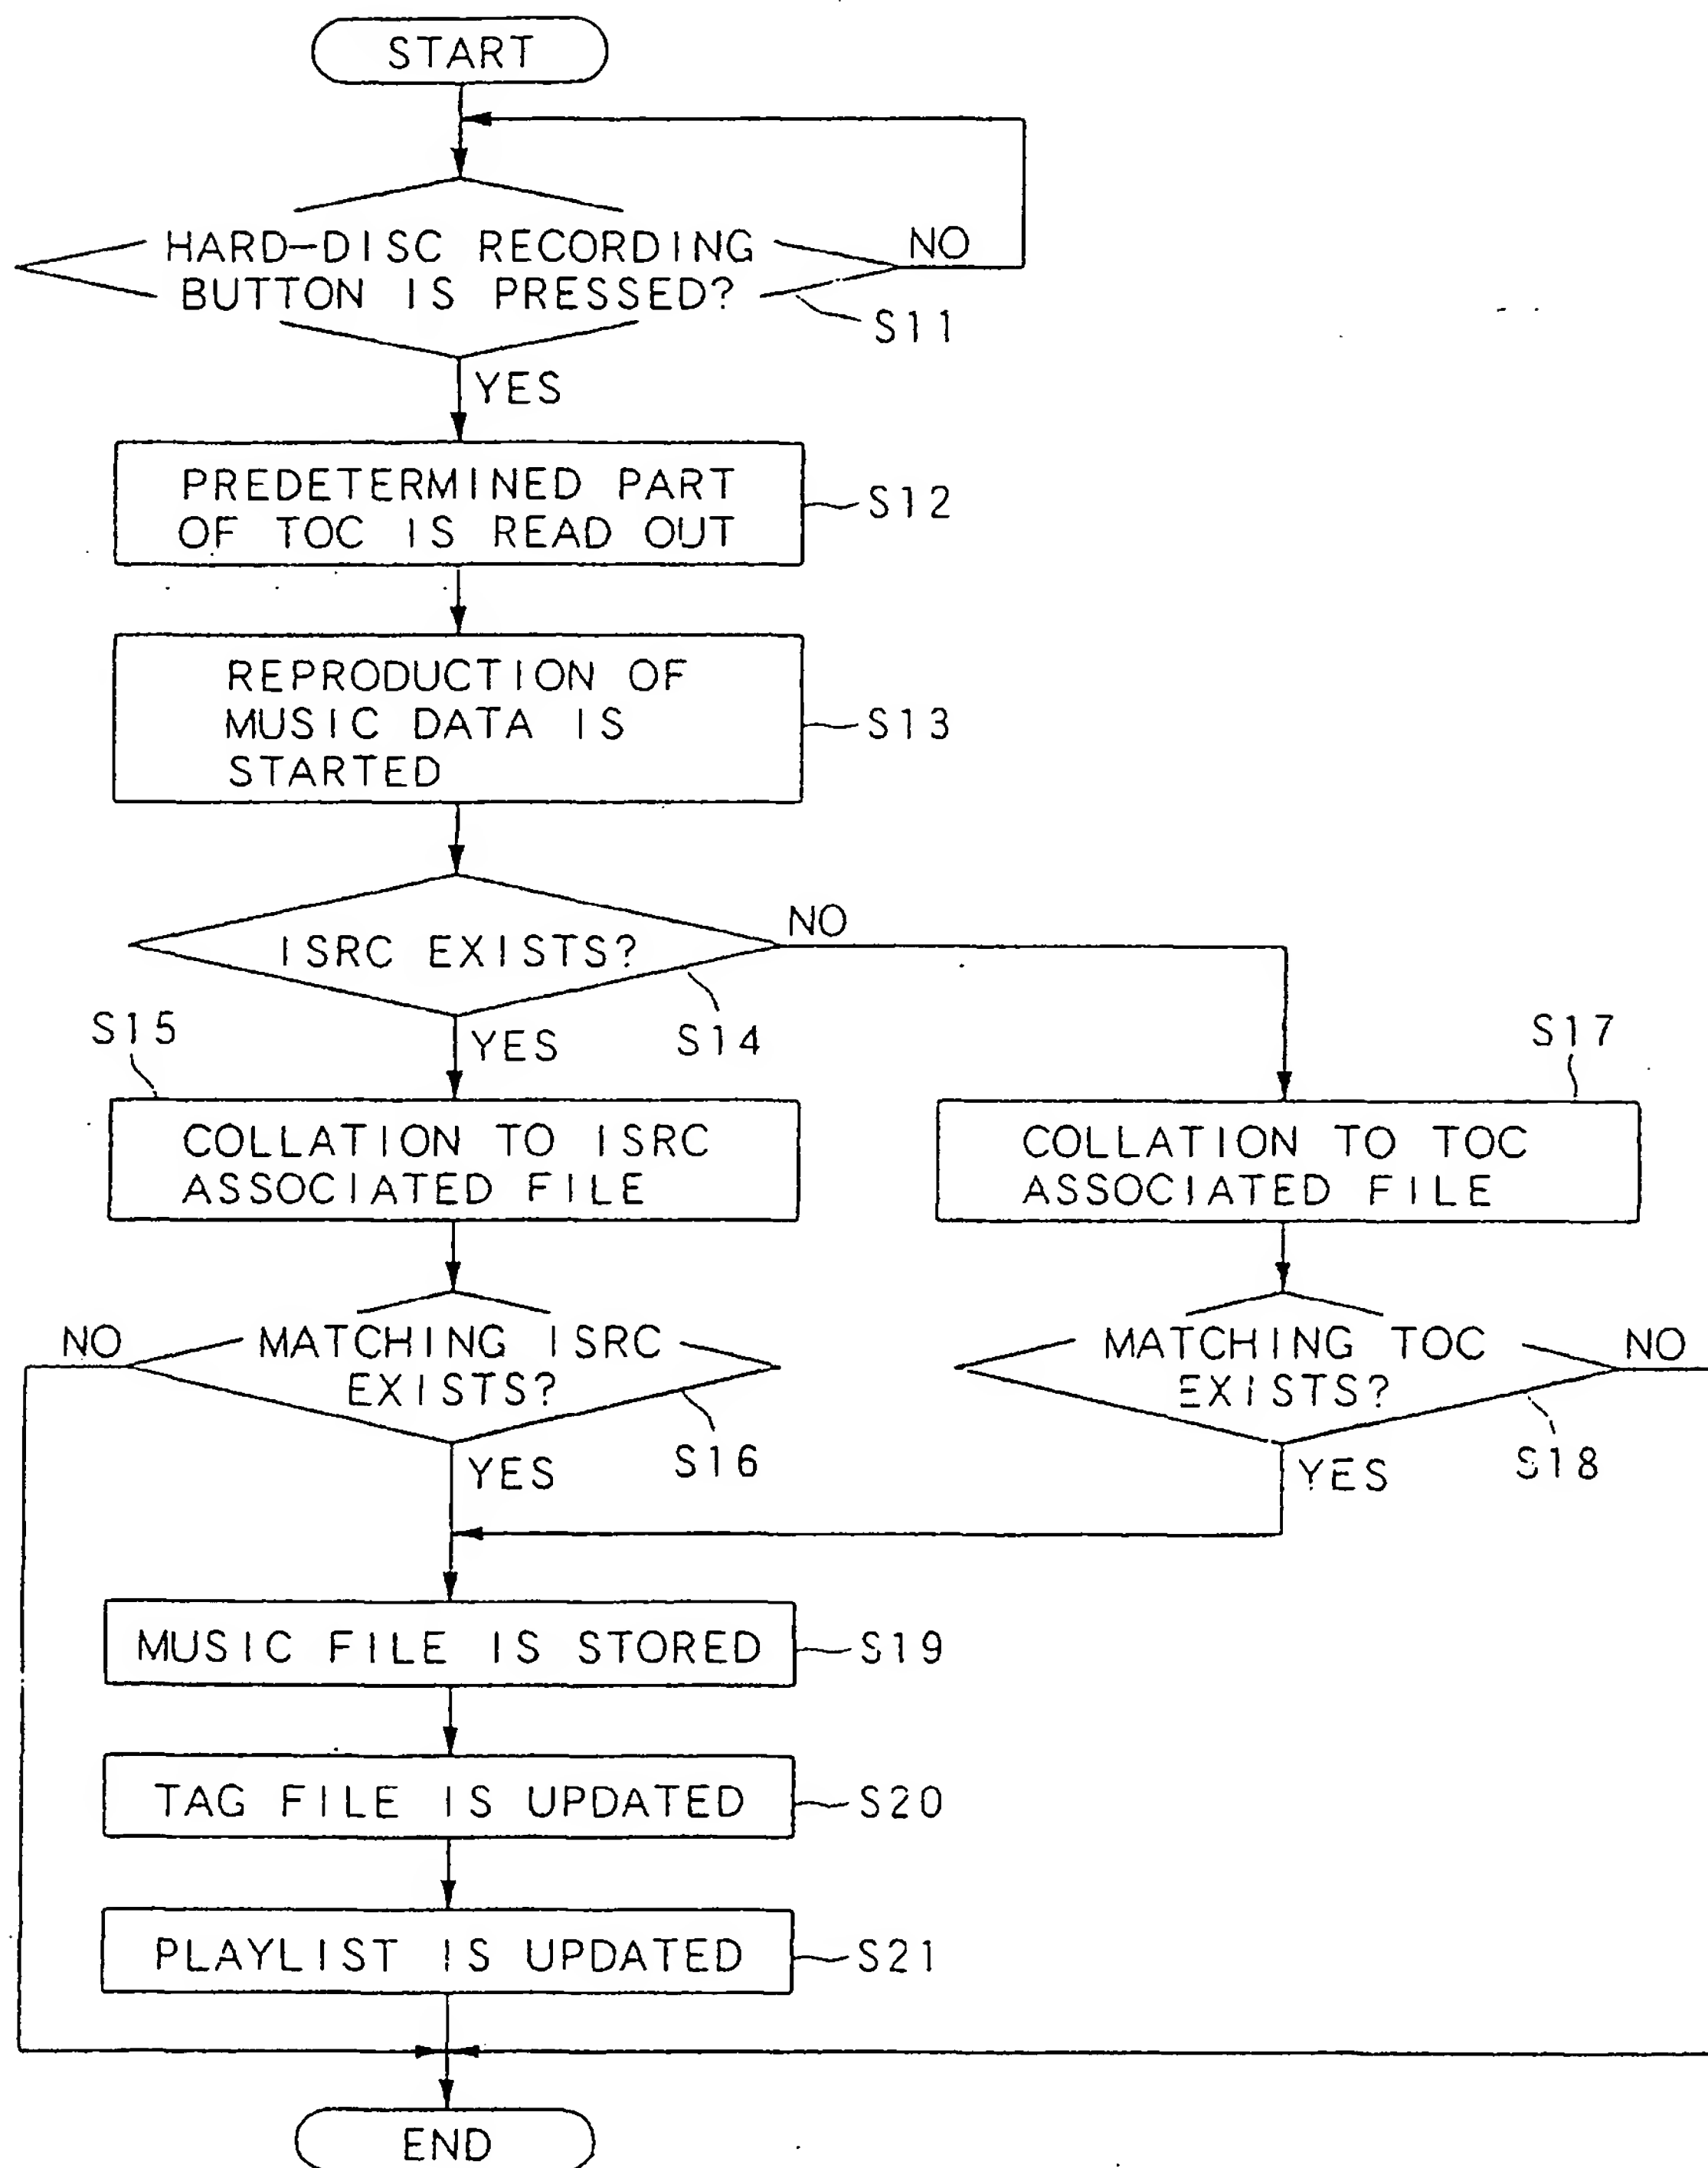 START
HARD-DISC RECORDING
BUTTON IS PRESSED?
NO
S11
YES
PREDETERMINED PART
OF TOC IS READ OUT
S12
REPRODUCTION OF
MUSIC DATA IS
STARTED
S13
ISRC EXISTS?
NO
S14
YES
S15
COLLATION TO ISRC
ASSOCIATED FILE
S17
COLLATION TO TOC
ASSOCIATED FILE
NO
MATCHING ISRC
EXISTS?
S16
YES
MATCHING TOC
EXISTS?
NO
S18
YES
MUSIC FILE IS STORED
S19
TAG FILE IS UPDATED
S20
PLAYLIST IS UPDATED
S21
END